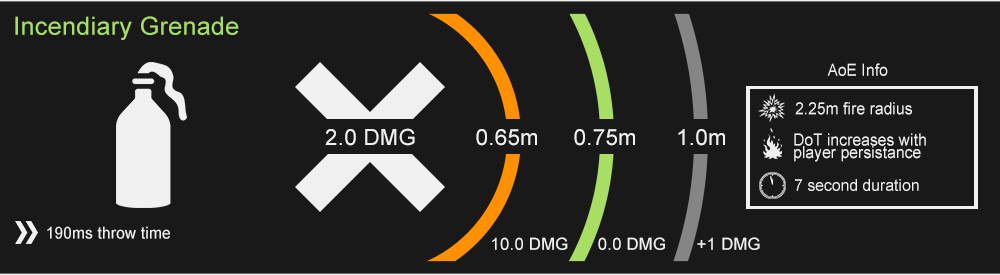 Incendiary Grenade
190ms throw time
2.0 DMG
0.65m
0.75m
1.0m
10.0 DMG
0.0 DMG
+1 DMG
AoE Info
2.25m fire radius
DoT increases with
player persistance
7 second duration